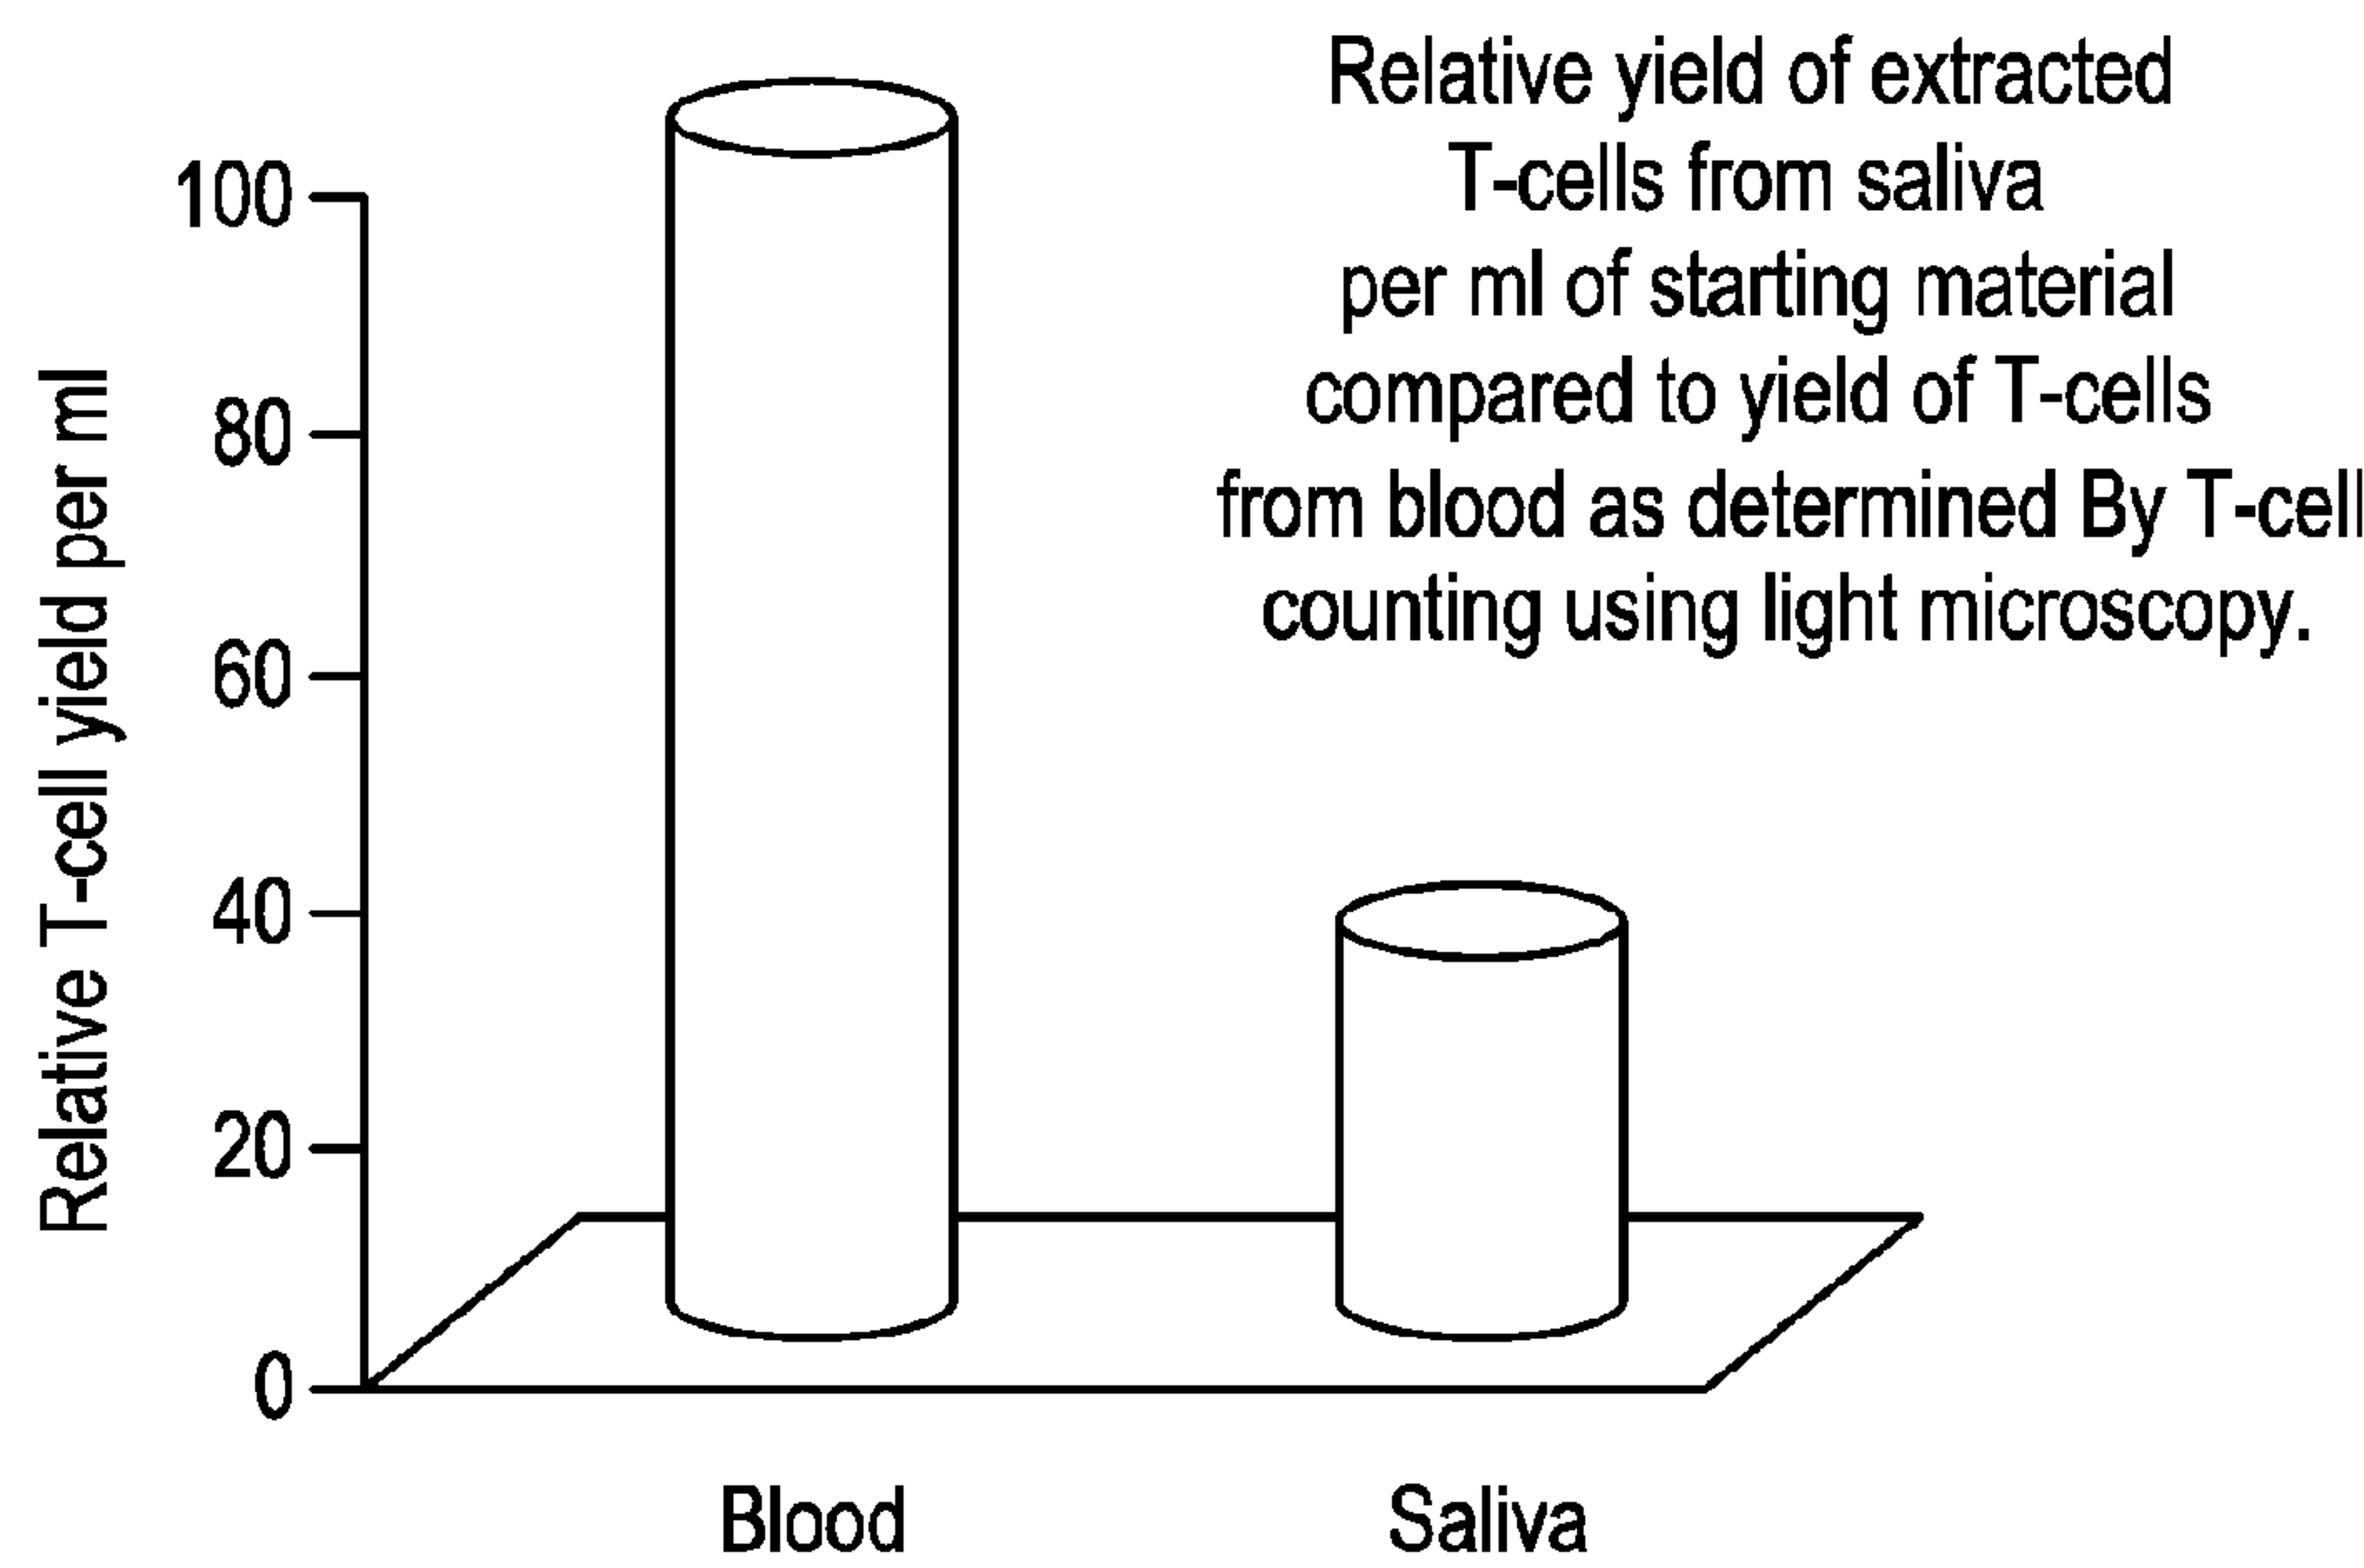 Relative yield of extracted
T-cells from saliva
per ml of starting material
compared to yield of T-cells
from blood as determined By T-cell
counting using light microscopy.
Relative T-cell yield per ml
100
80
60
40
20
0
Blood
Saliva